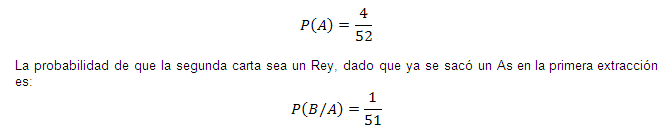 P(A) = 4/52
La probabilidad de que la segunda carta sea un Rey, dado que ya se sacó un As en la primera extracción
es:
P(B/A) = 1/51